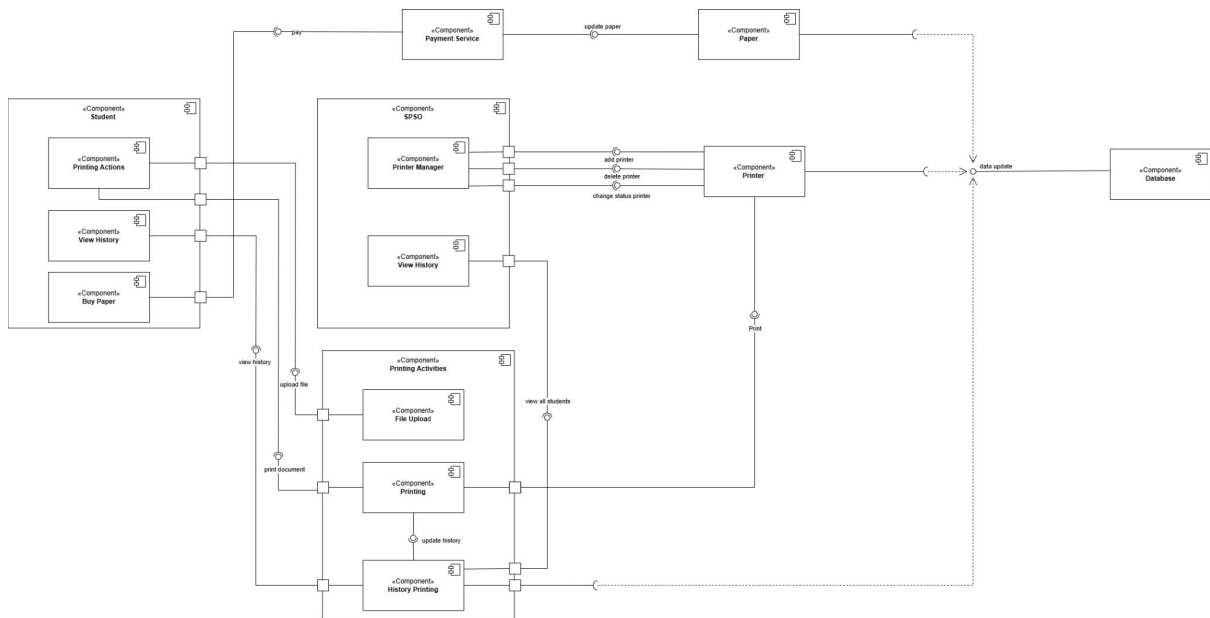 «Component»
Payment Service
«Component»
Paper
update paper
pay
«Component»
Student
«Component»
Printing Actions
«Component»
View History
«Component»
Buy Paper
«Component»
SPSO
«Component»
Printer Manager
«Component»
View History
add printer
delete printer
change status printer
«Component»
Printer
data update
«Component»
Database
Print
view history
upload file
print document
view all students
«Component»
Printing Activities
«Component»
File Upload
«Component»
Printing
update history
«Component»
History Printing